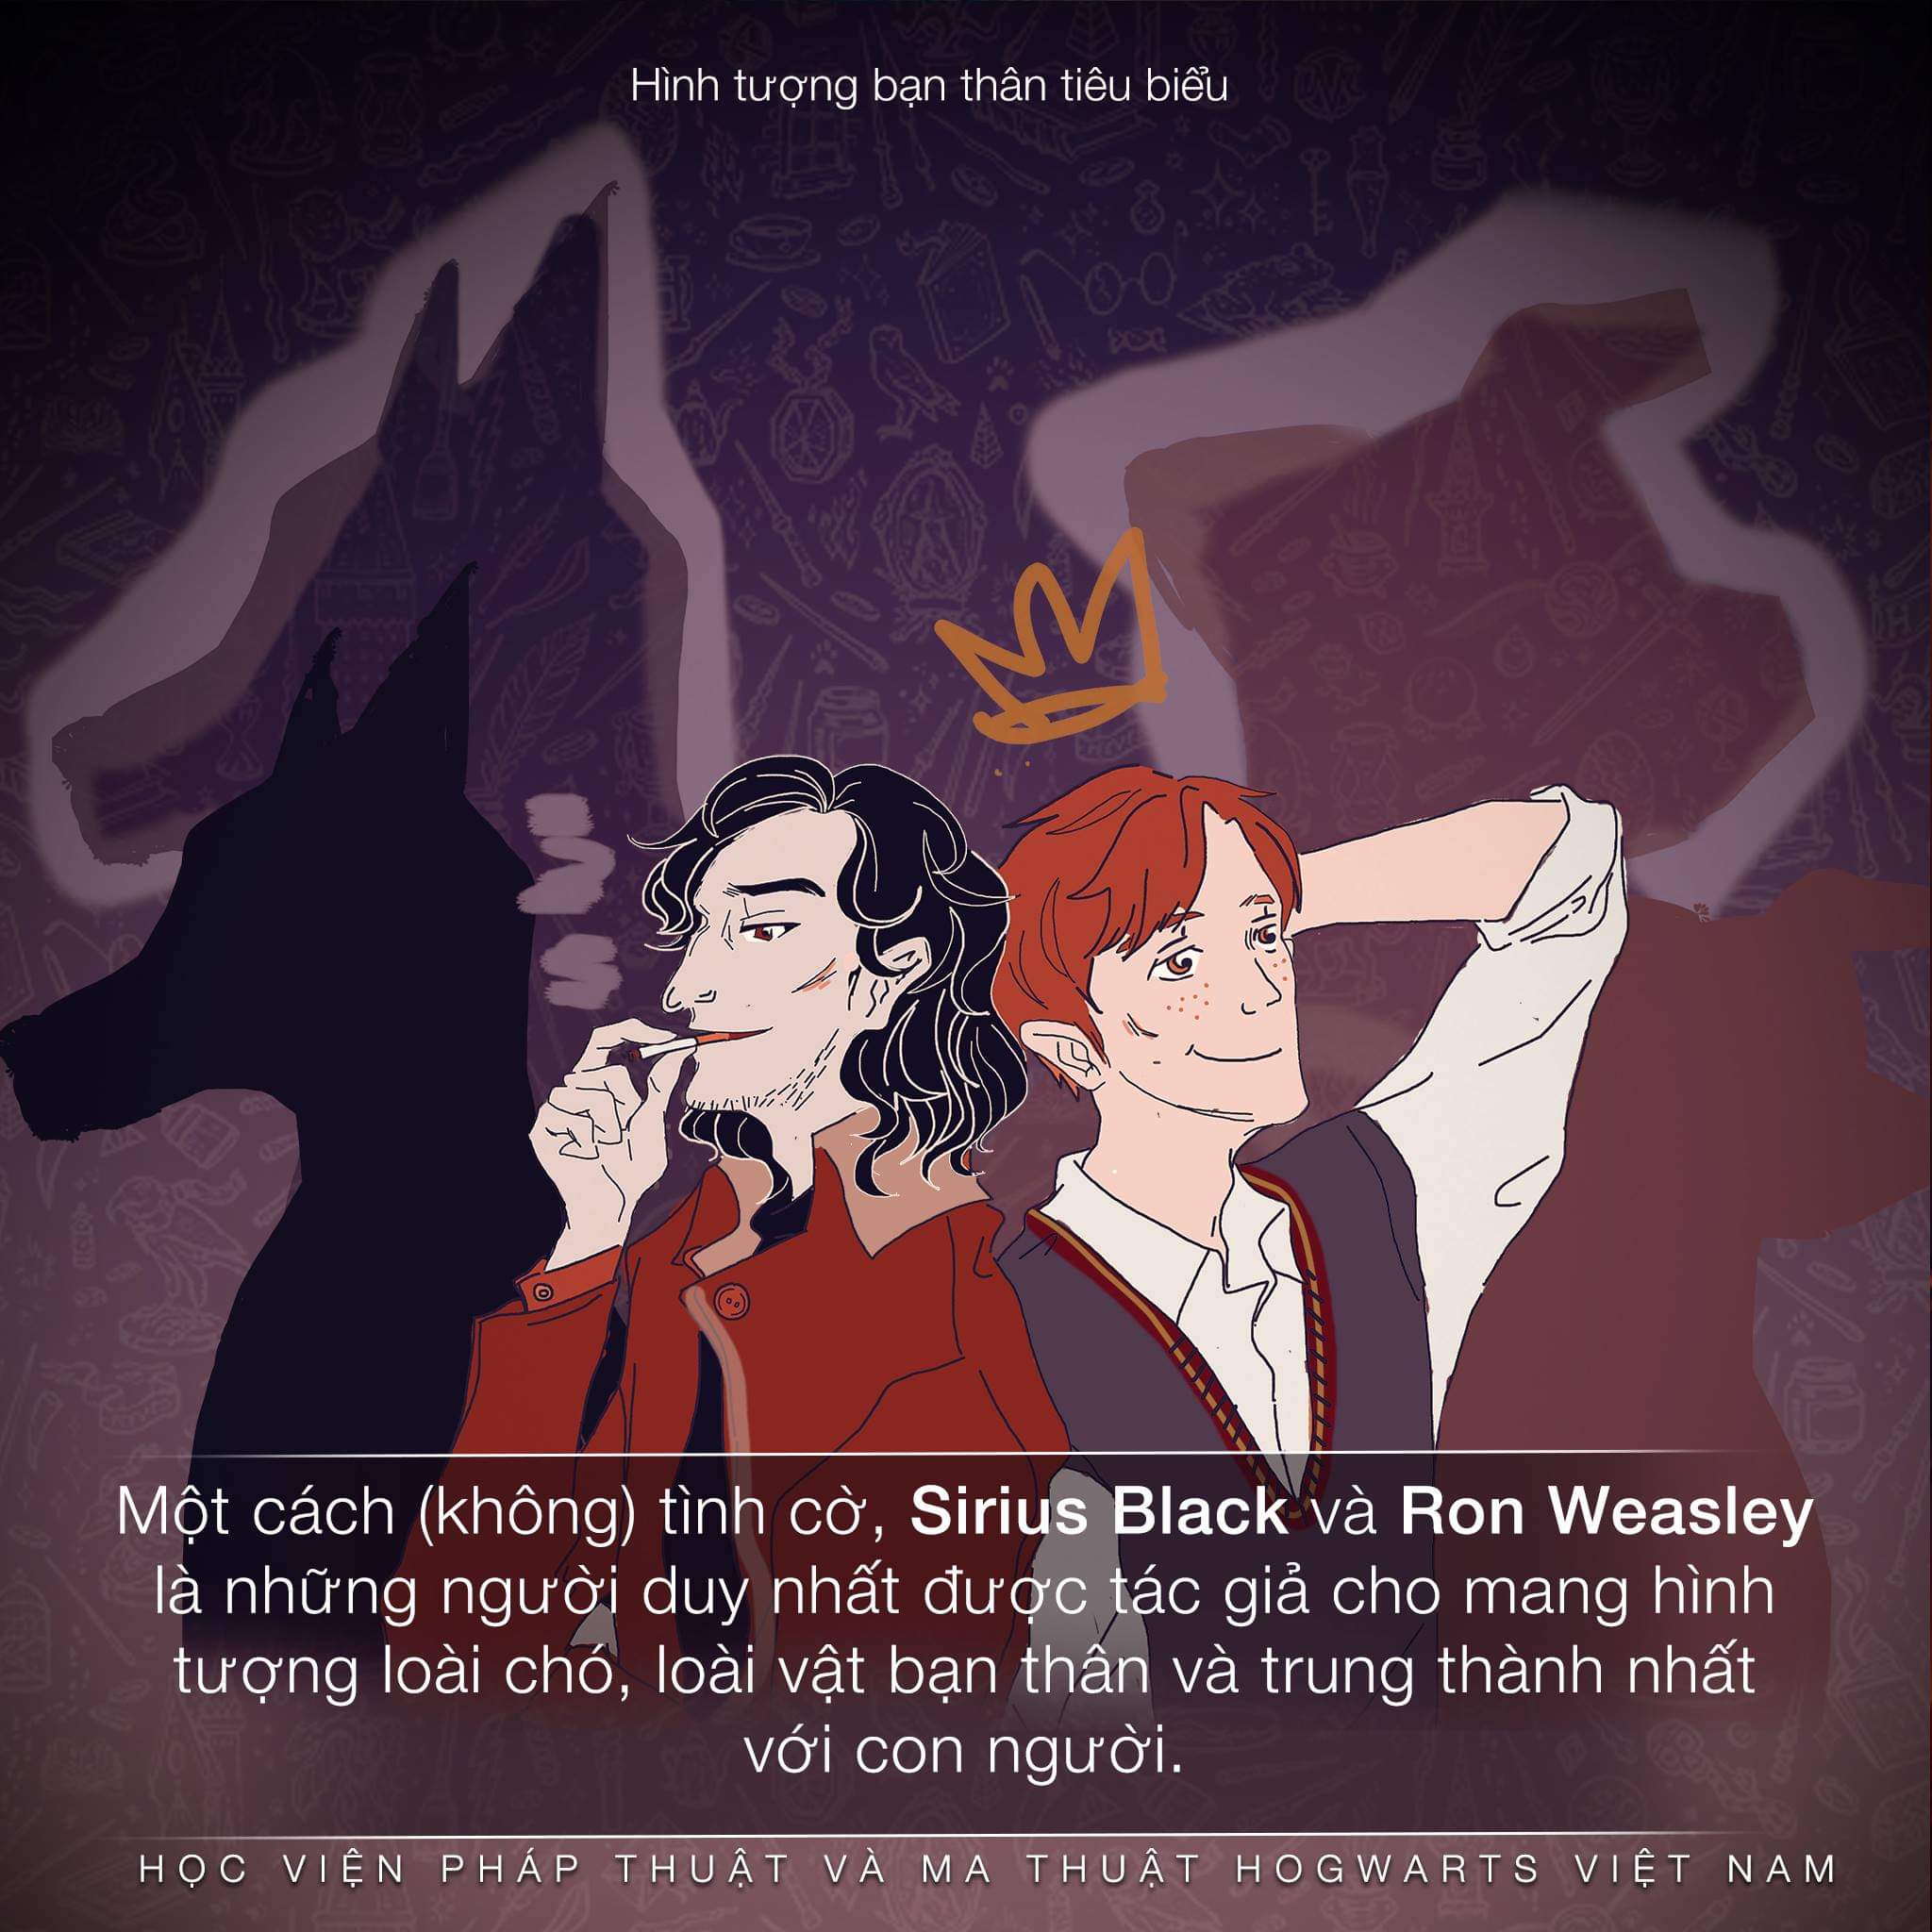 Hình tượng bạn thân tiêu biểu
Một cách (không) tình cờ, Sirius Black và Ron Weasley
là những người duy nhất được tác giả cho mang hình
tượng loài chó, loài vật bạn thân và trung thành nhất
với con người.
HỌC VIỆN PHÁP THUẬT VÀ MA THUẬT HOGWARTS VIỆT NAM